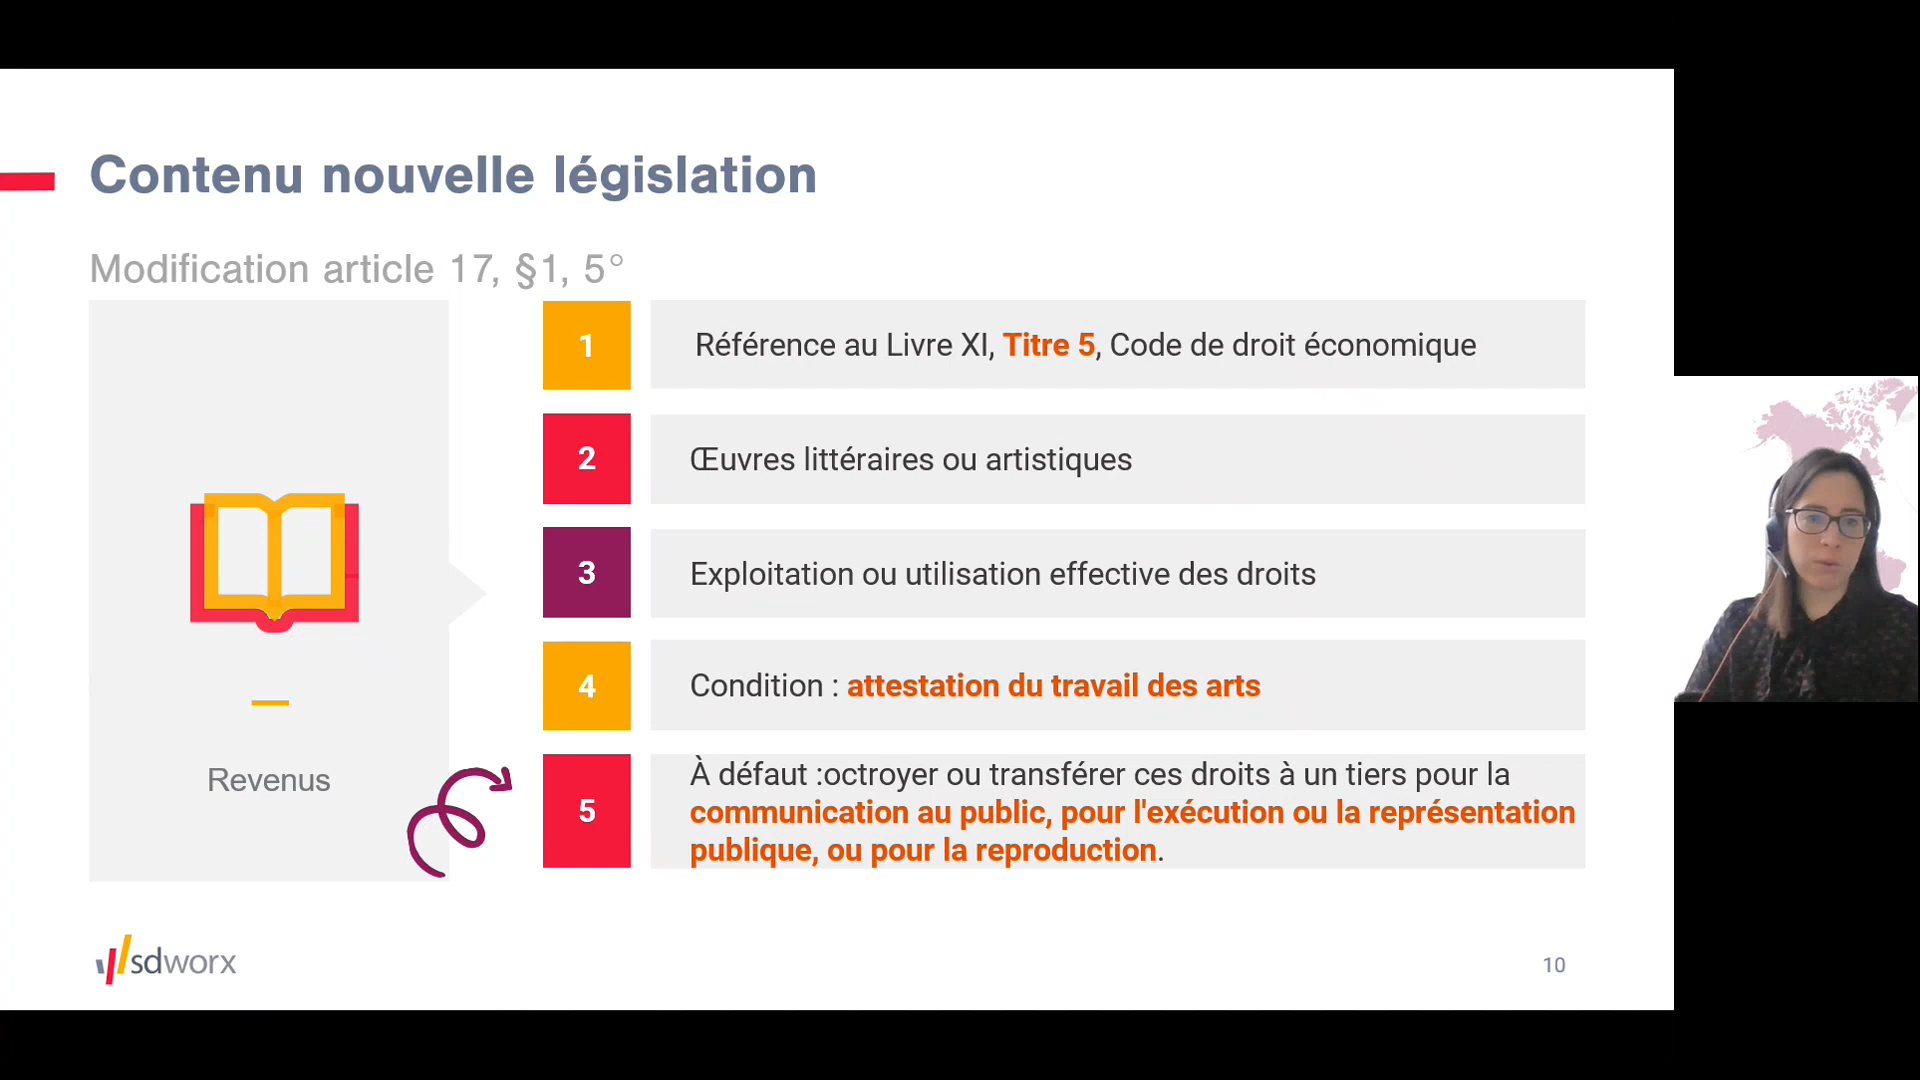 Contenu nouvelle législation
Modification article 17, §1, 5°
1
Référence au Livre XI, Titre 5, Code de droit économique
2
Œuvres littéraires ou artistiques
3
Exploitation ou utilisation effective des droits
4
Condition : attestation du travail des arts
5
À défaut :octroyer ou transférer ces droits à un tiers pour la
communication au public, pour l'exécution ou la représentation
publique, ou pour la reproduction.
Revenus
sdworx
10